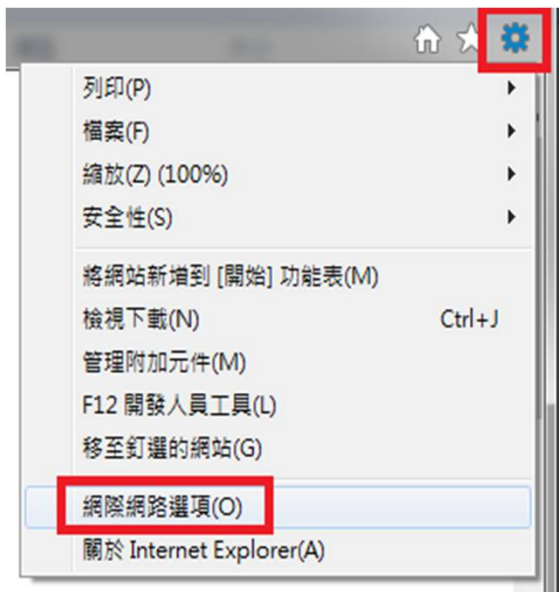 列印(P)
檔案(F)
縮放(Z) (100%)
安全性(S)
將網站新增到 [開始] 功能表(M)
檢視下載(N) Ctrl+J
管理附加元件(M)
F12 開發人員工具(L)
移至釘選的網站(G)
網際網路選項(O)
關於 Internet Explorer(A)